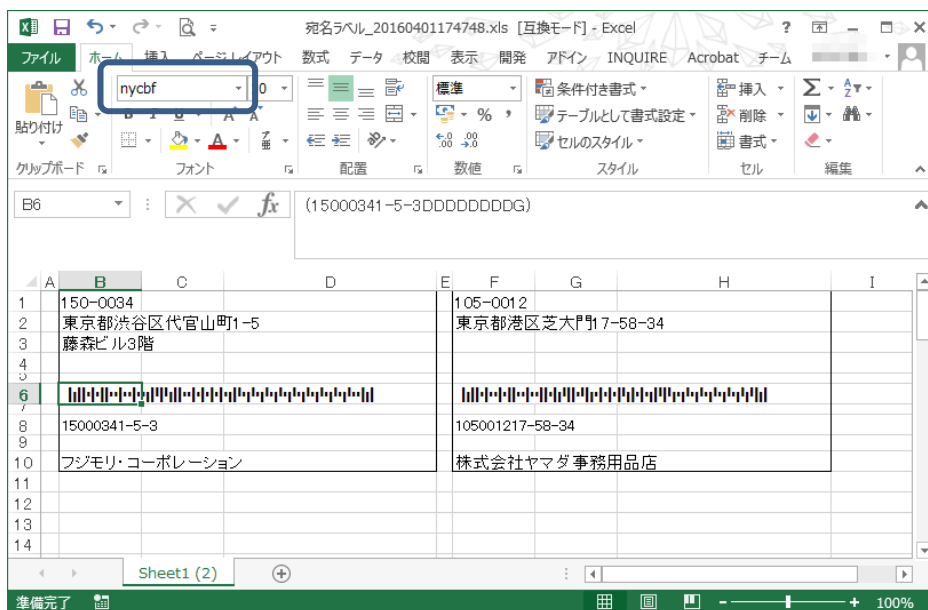 宛名ラベル_20160401174748.xls [互換モード] - Excel
ファイル ホーム 挿入 ページレイアウト 数式 データ 校閲 表示 開発 アドイン INQUIRE Acrobat チーム
nycbf
標準
貼り付け
B I U A A
% ,
条件付き書式
テーブルとして書式設定
セルのスタイル
挿入
削除
書式
クリップボード フォント 配置 数値 スタイル セル 編集
B6 fx (15000341-5-3DDDDDDDDG)
A B C D E F G H I
1 150-0034 105-0012
2 東京都渋谷区代官山町1-5 東京都港区芝大門17-58-34
3 藤森ビル3階
4
5
6
7
8 15000341-5-3 105001217-58-34
9
10 フジモリ・コーポレーション 株式会社ヤマダ事務用品店
11
12
13
14
Sheet1 (2)
準備完了 100%